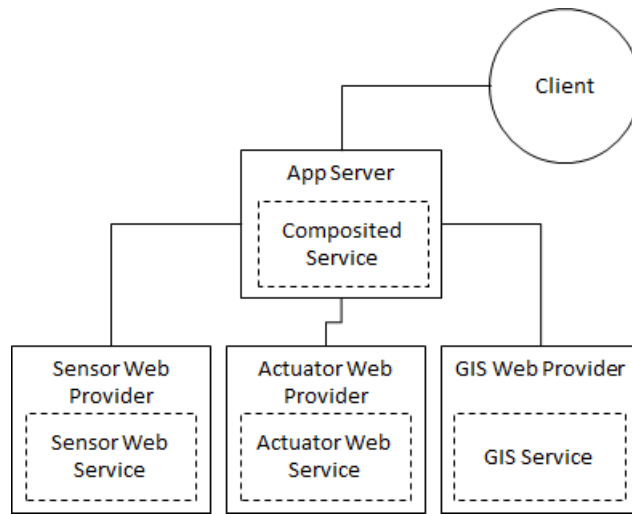 Client
App Server
Composited
Service
Sensor Web
Provider
Sensor Web
Service
Actuator Web
Provider
Actuator Web
Service
GIS Web Provider
GIS Service